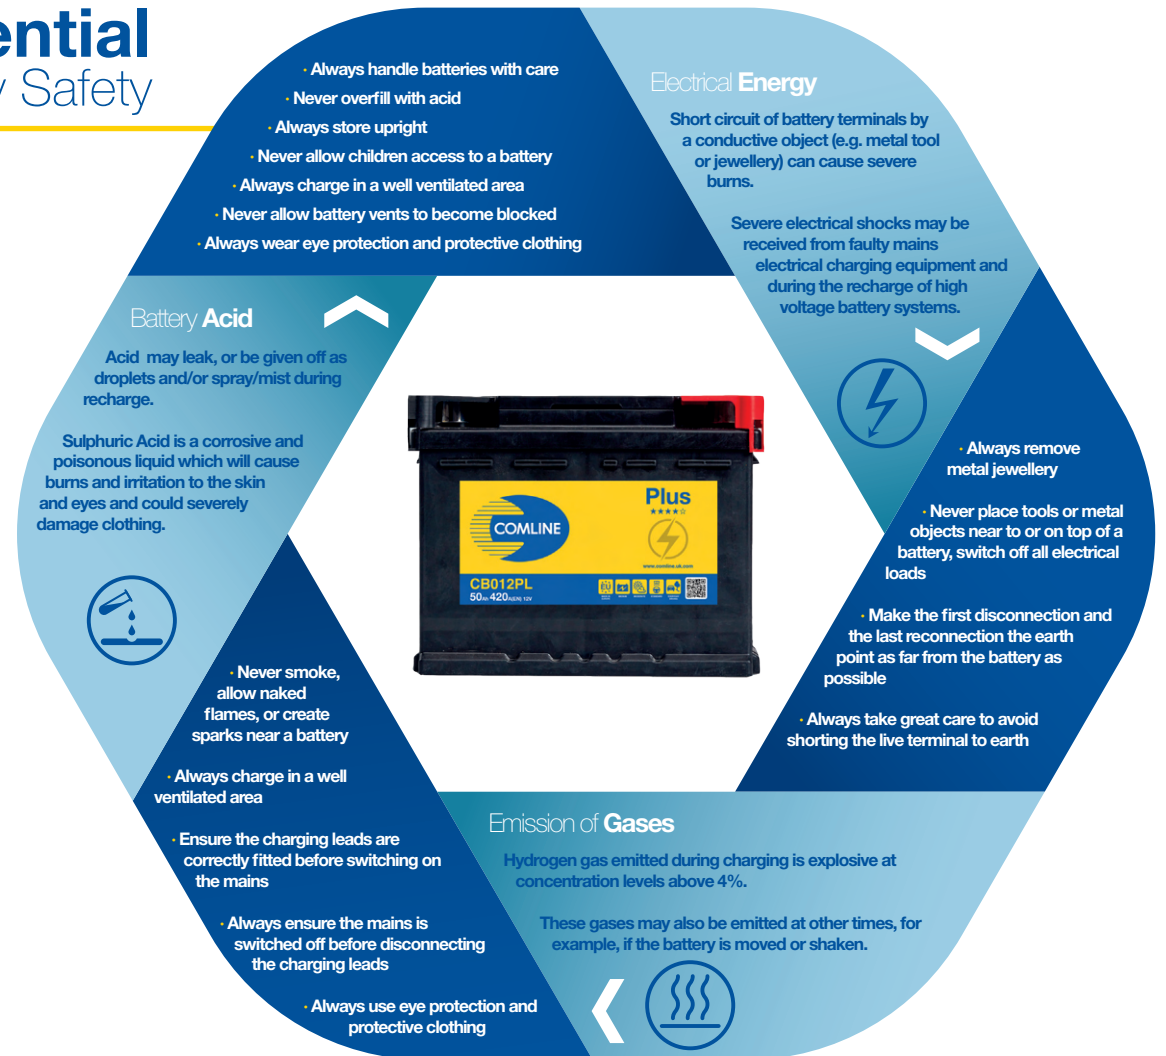 ential
y Safety
· Always handle batteries with care
· Never overfill with acid
· Always store upright
· Never allow children access to a battery
· Always charge in a well ventilated area
· Never allow battery vents to become blocked
· Always wear eye protection and protective clothing
Electrical Energy
Short circuit of battery terminals by
a conductive object (e.g. metal tool
or jewellery) can cause severe
burns.
Severe electrical shocks may be
received from faulty mains
electrical charging equipment and
during the recharge of high
voltage battery systems.
· Always remove
metal jewellery
· Never place tools or metal
objects near to or on top of a
battery, switch off all electrical
loads
· Make the first disconnection and
the last reconnection the earth
point as far from the battery as
possible
· Always take great care to avoid
shorting the live terminal to earth
Emission of Gases
Hydrogen gas emitted during charging is explosive at
concentration levels above 4%.
These gases may also be emitted at other times, for
example, if the battery is moved or shaken.
· Never smoke,
allow naked
flames, or create
sparks near a battery
· Always charge in a well
ventilated area
· Ensure the charging leads are
correctly fitted before switching on
the mains
· Always ensure the mains is
switched off before disconnecting
the charging leads
· Always use eye protection and
protective clothing
Battery Acid
Acid may leak, or be given off as
droplets and/or spray/mist during
recharge.
Sulphuric Acid is a corrosive and
poisonous liquid which will cause
burns and irritation to the skin
and eyes and could severely
damage clothing.
COMLINE
Plus
www.comline.uk.com
CB012PL
50Ah 420A(EN) 12V